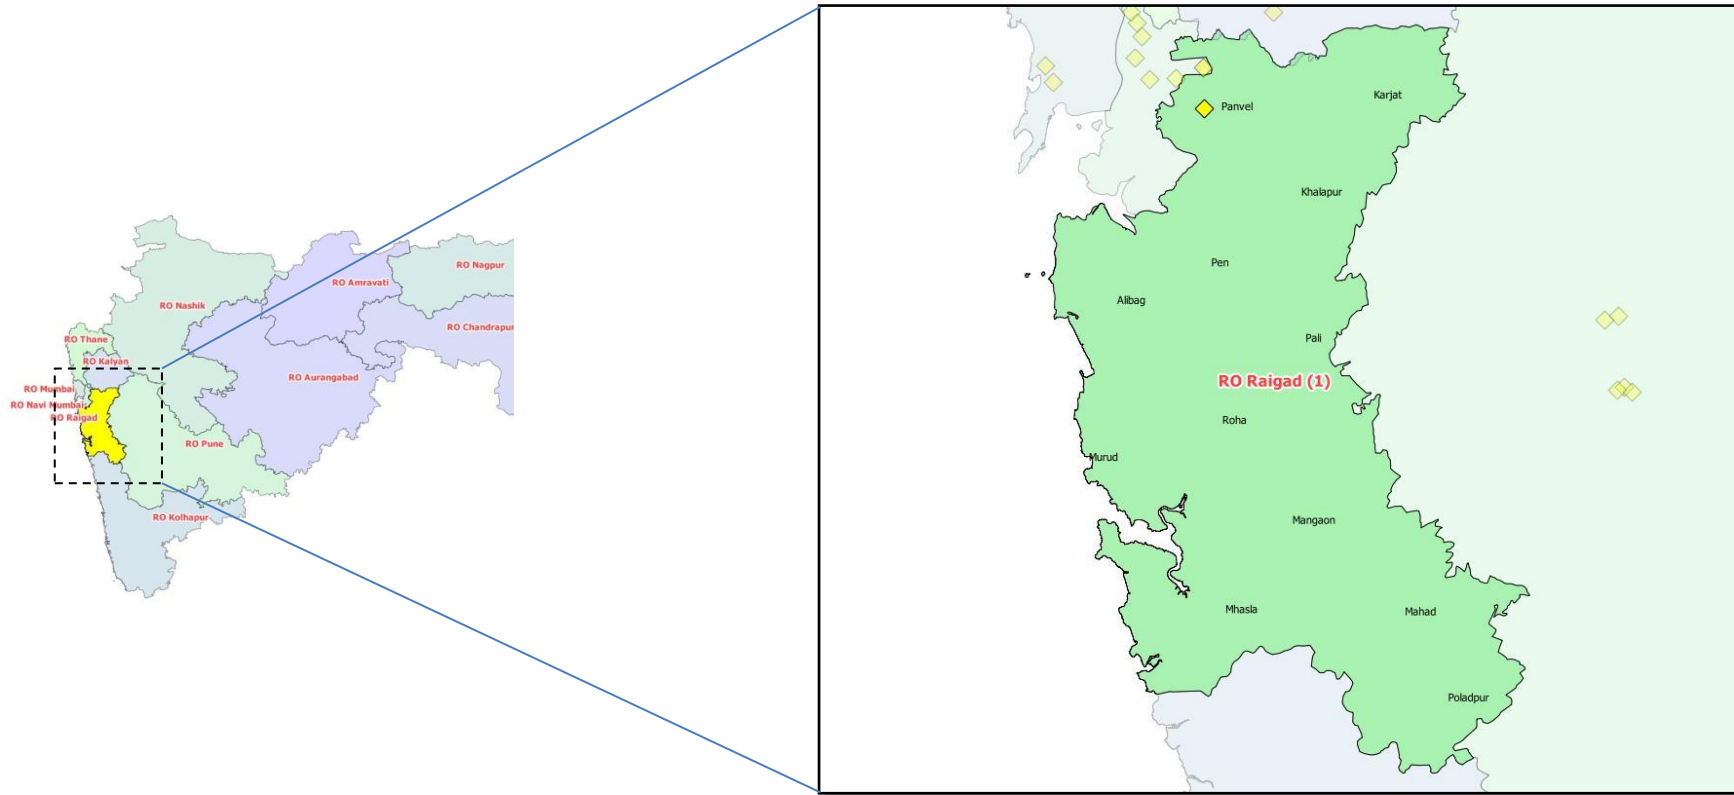 RO Nagpur
RO Amravati
RO Nashik
RO Chandrapur
RO Thane
RO Kalyan
RO Aurangabad
RO Mumbai
RO Navi Mumbai
RO Raigad
RO Pune
RO Kolhapur
Karjat
Panvel
Khalapur
Pen
Alibag
Pali
RO Raigad (1)
Roha
Murud
Mangaon
Mhasla
Mahad
Poladpur